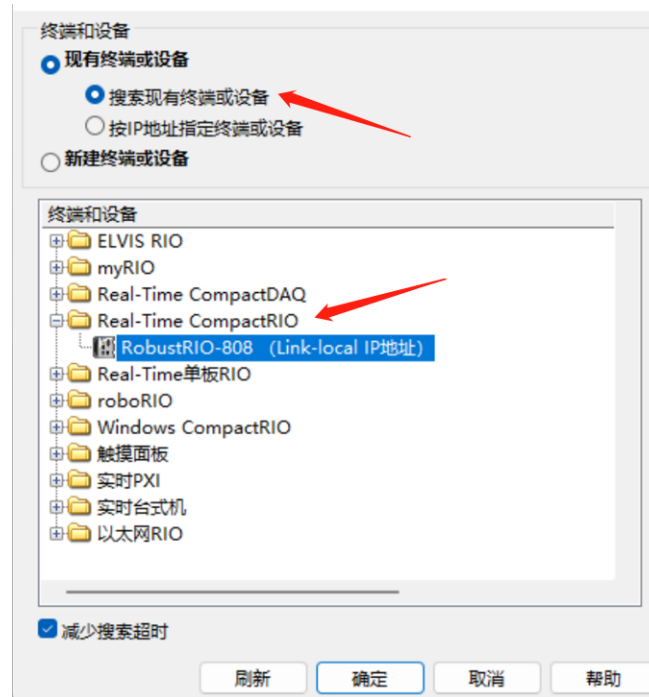 终端和设备
现有终端或设备
搜索现有终端或设备
按IP地址指定终端或设备
新建终端或设备
终端和设备
ELVIS RIO
myRIO
Real-Time CompactDAQ
Real-Time CompactRIO
RobustRIO-808 （Link-local IP地址）
Real-Time单板RIO
roboRIO
Windows CompactRIO
触摸面板
实时PXI
实时台式机
以太网RIO
减少搜索超时
刷新 确定 取消 帮助